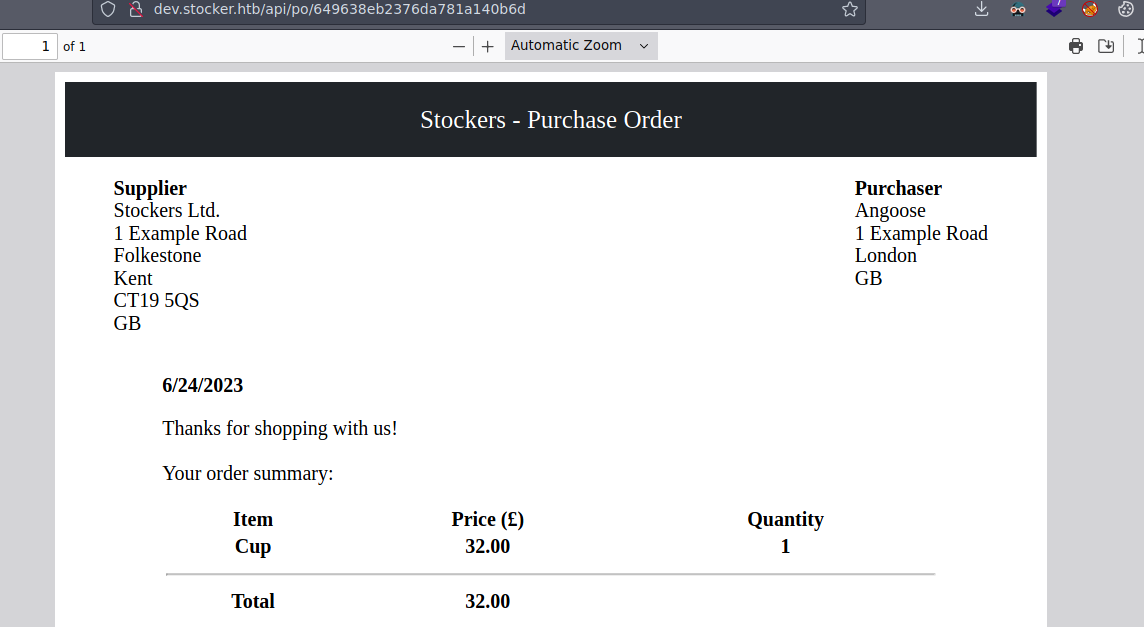 dev.stocker.htb/api/po/649638eb2376da781a140b6d
7
1 of 1
Automatic Zoom
Stockers - Purchase Order
Supplier
Stockers Ltd.
1 Example Road
Folkestone
Kent
CT19 5QS
GB
Purchaser
Angoose
1 Example Road
London
GB
6/24/2023
Thanks for shopping with us!
Your order summary:
Item Price (£) Quantity
Cup 32.00 1
Total 32.00